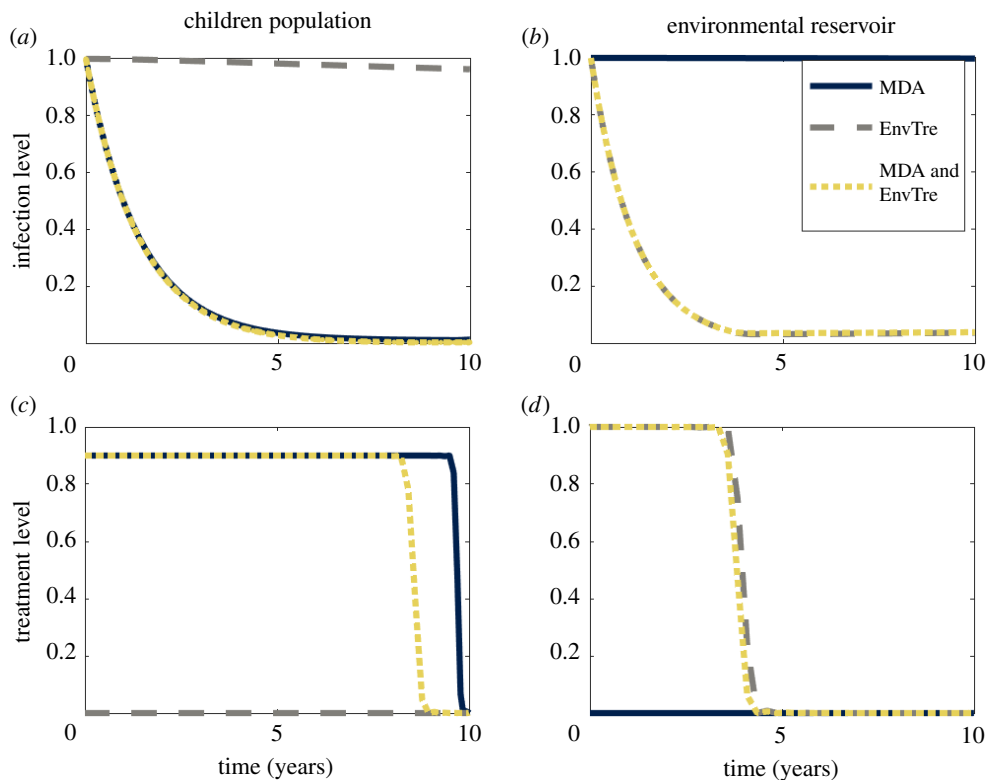 children population
environmental reservoir
(a)
(b)
1.0
0.8
0.6
0.4
0.2
0
5
10
infection level
1.0
0.8
0.6
0.4
0.2
0
5
10
MDA
EnvTre
MDA and
EnvTre
(c)
(d)
1.0
0.8
0.6
0.4
0.2
0
5
10
treatment level
time (years)
1.0
0.8
0.6
0.4
0.2
0
5
10
time (years)